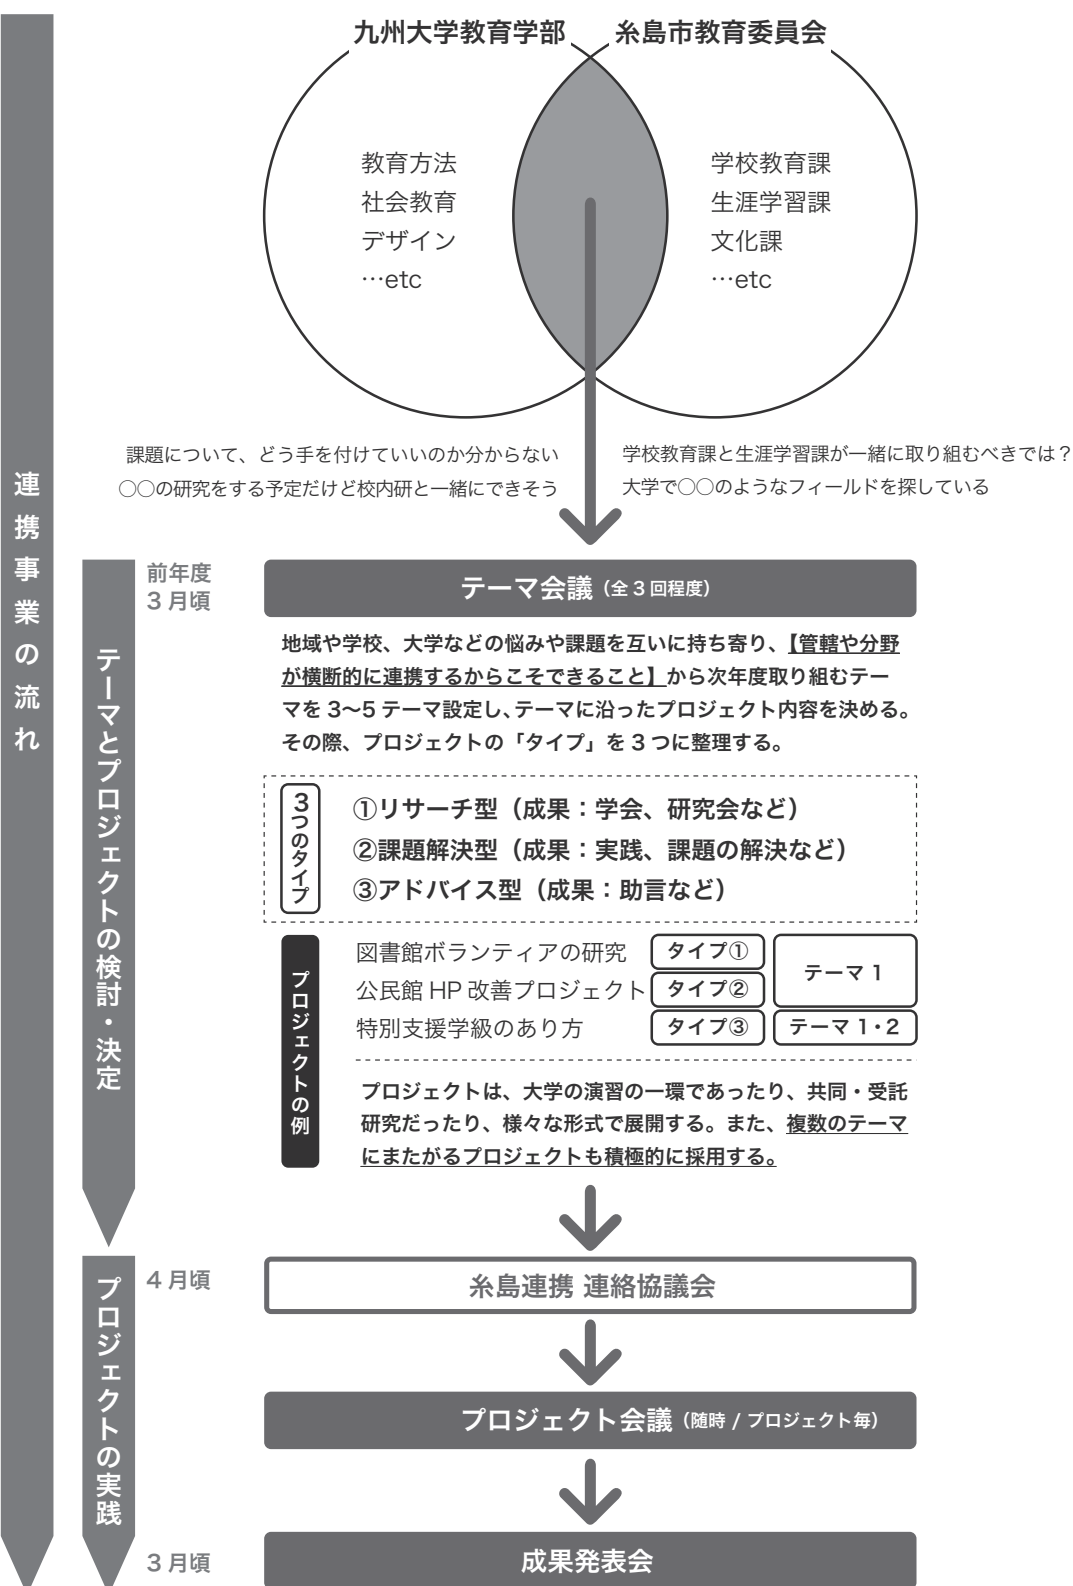 連携事業の流れ
九州大学教育学部
糸島市教育委員会
教育方法
社会教育
デザイン
…etc
学校教育課
生涯学習課
文化課
…etc
課題について、どう手を付けていいのか分からない
○○の研究をする予定だけど校内研と一緒にできそう
学校教育課と生涯学習課が一緒に取り組むべきでは?
大学で○○のようなフィールドを探している
テーマとプロジェクトの検討・決定
前年度
3月頃
テーマ会議(全3回程度)
地域や学校、大学などの悩みや課題を互いに持ち寄り、【管轄や分野
が横断的に連携するからこそできること】から次年度取り組むテー
マを3〜5テーマ設定し、テーマに沿ったプロジェクト内容を決める。
その際、プロジェクトの「タイプ」を3つに整理する。
3つのタイプ
①リサーチ型(成果:学会、研究会など)
②課題解決型(成果:実践、課題の解決など)
③アドバイス型(成果:助言など)
プロジェクトの例
図書館ボランティアの研究 タイプ① テーマ1
公民館HP改善プロジェクト タイプ②
特別支援学級のあり方 タイプ③ テーマ1・2
プロジェクトは、大学の演習の一環であったり、共同・受託
研究だったり、様々な形式で展開する。また、複数のテーマ
にまたがるプロジェクトも積極的に採用する。
プロジェクトの実践
4月頃
糸島連携 連絡協議会
プロジェクト会議(随時 / プロジェクト毎)
3月頃
成果発表会